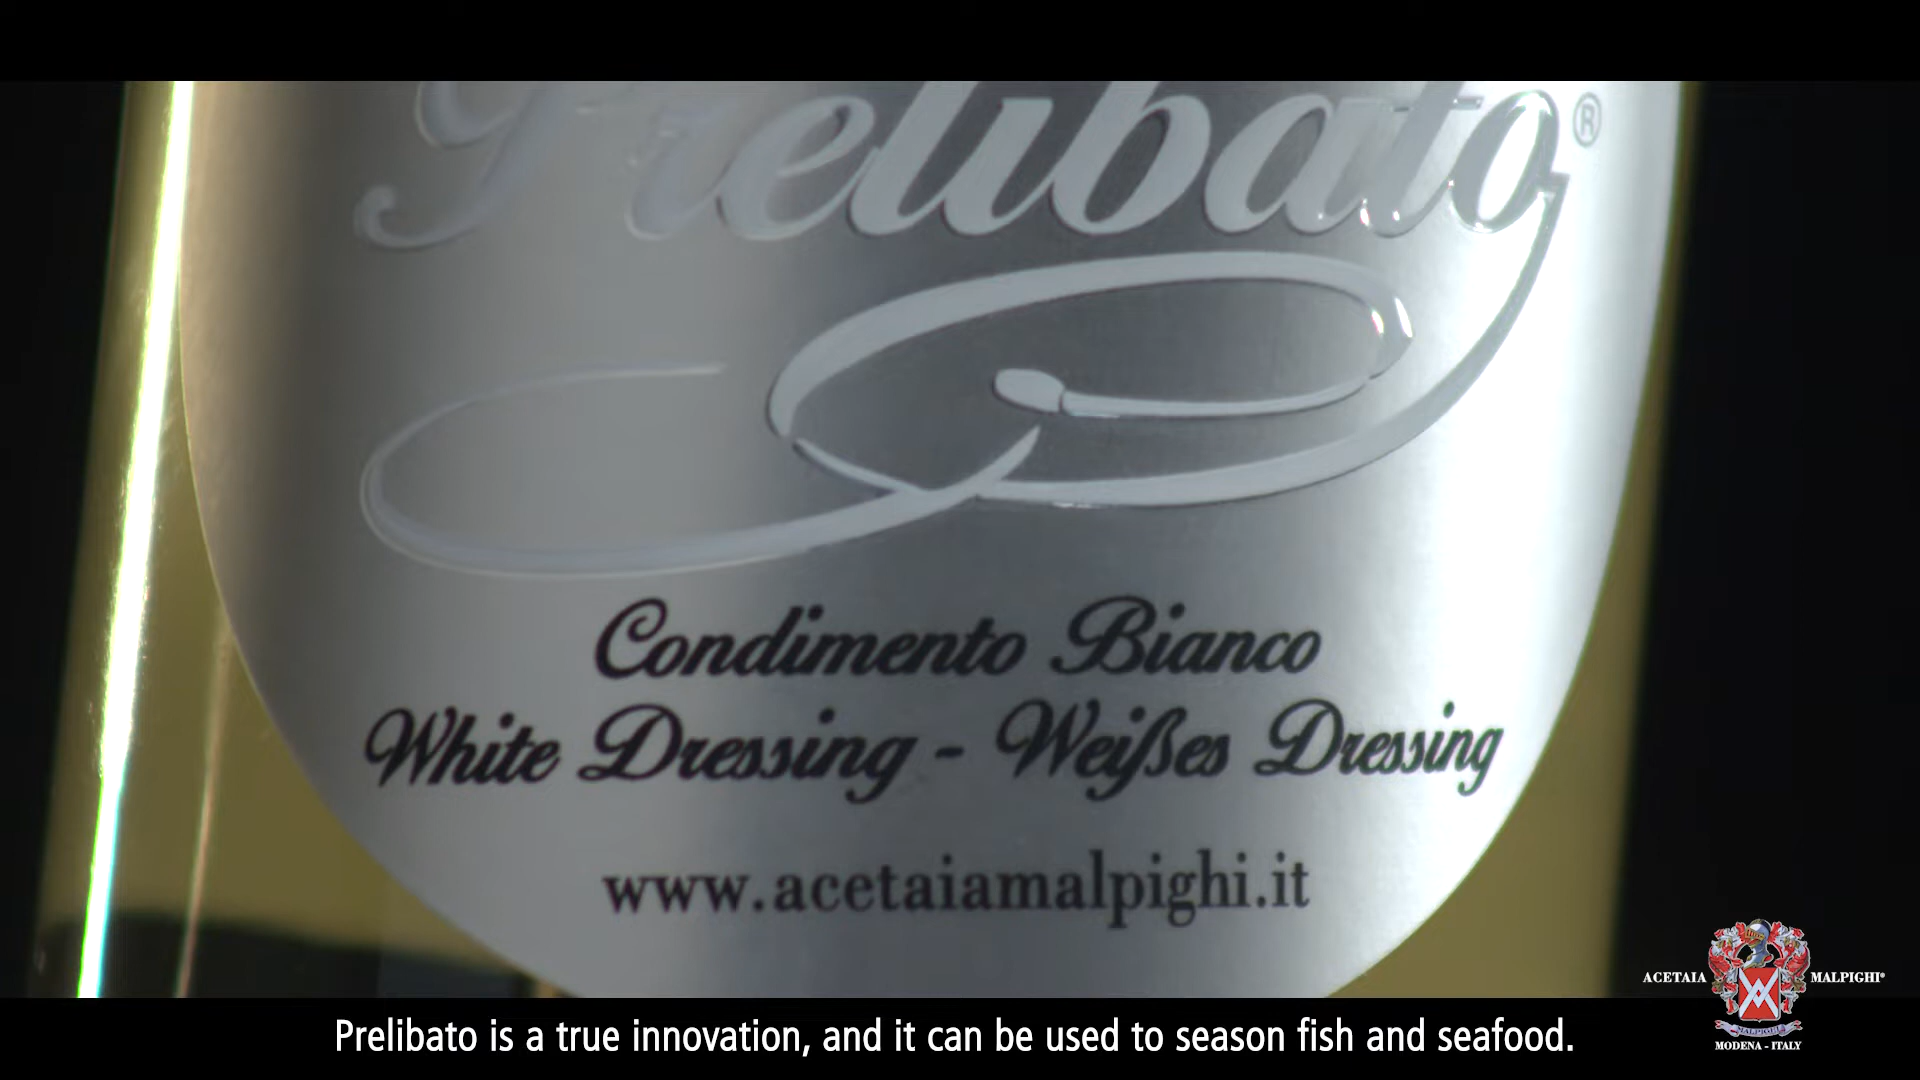 Prelibato®
Condimento Bianco
White Dressing - Weißes Dressing
www.acetaiamalpighi.it
ACETAIA MALPIGHI®
MALPIGHI
MODENA - ITALY
Prelibato is a true innovation, and it can be used to season fish and seafood.